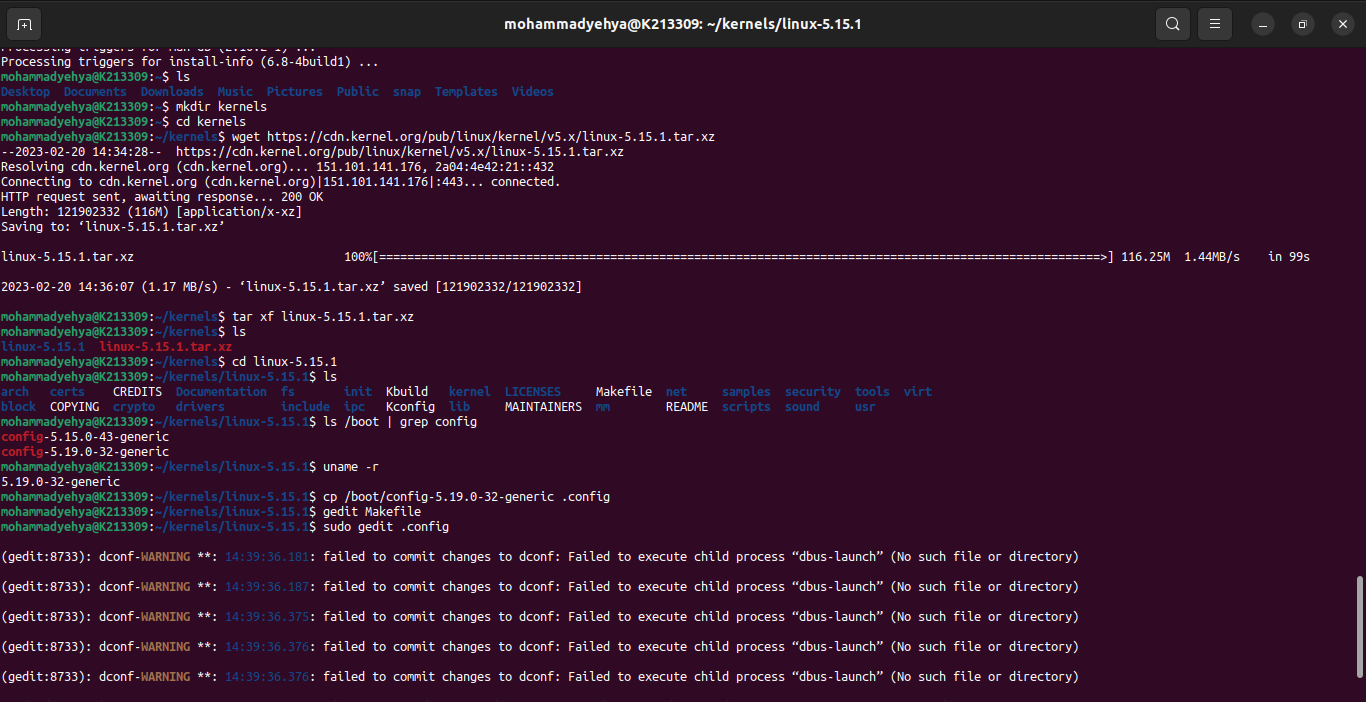 mohammadyehya@K213309: ~/kernels/linux-5.15.1
Processing triggers for man-db (2.10.2-1) ...
Processing triggers for install-info (6.8-4build1) ...
mohammadyehya@K213309:~$ ls
Desktop  Documents  Downloads  Music  Pictures  Public  snap  Templates  Videos
mohammadyehya@K213309:~$ mkdir kernels
mohammadyehya@K213309:~$ cd kernels
mohammadyehya@K213309:~/kernels$ wget https://cdn.kernel.org/pub/linux/kernel/v5.x/linux-5.15.1.tar.xz
--2023-02-20 14:34:28--  https://cdn.kernel.org/pub/linux/kernel/v5.x/linux-5.15.1.tar.xz
Resolving cdn.kernel.org (cdn.kernel.org)... 151.101.141.176, 2a04:4e42:21::432
Connecting to cdn.kernel.org (cdn.kernel.org)|151.101.141.176|:443... connected.
HTTP request sent, awaiting response... 200 OK
Length: 121902332 (116M) [application/x-xz]
Saving to: ‘linux-5.15.1.tar.xz’
linux-5.15.1.tar.xz 100%[=======================================================================================================>] 116.25M  1.44MB/s    in 99s
2023-02-20 14:36:07 (1.17 MB/s) - ‘linux-5.15.1.tar.xz’ saved [121902332/121902332]
mohammadyehya@K213309:~/kernels$ tar xf linux-5.15.1.tar.xz
mohammadyehya@K213309:~/kernels$ ls
linux-5.15.1  linux-5.15.1.tar.xz
mohammadyehya@K213309:~/kernels$ cd linux-5.15.1
mohammadyehya@K213309:~/kernels/linux-5.15.1$ ls
arch   certs    CREDITS  Documentation  fs       init  Kbuild   kernel  LICENSES     Makefile  net     samples  security  tools  virt
block  COPYING  crypto   drivers        include  ipc   Kconfig  lib     MAINTAINERS  mm        README  scripts  sound     usr
mohammadyehya@K213309:~/kernels/linux-5.15.1$ ls /boot | grep config
config-5.15.0-43-generic
config-5.19.0-32-generic
mohammadyehya@K213309:~/kernels/linux-5.15.1$ uname -r
5.19.0-32-generic
mohammadyehya@K213309:~/kernels/linux-5.15.1$ cp /boot/config-5.19.0-32-generic .config
mohammadyehya@K213309:~/kernels/linux-5.15.1$ gedit Makefile
mohammadyehya@K213309:~/kernels/linux-5.15.1$ sudo gedit .config
(gedit:8733): dconf-WARNING **: 14:39:36.181: failed to commit changes to dconf: Failed to execute child process “dbus-launch” (No such file or directory)
(gedit:8733): dconf-WARNING **: 14:39:36.187: failed to commit changes to dconf: Failed to execute child process “dbus-launch” (No such file or directory)
(gedit:8733): dconf-WARNING **: 14:39:36.375: failed to commit changes to dconf: Failed to execute child process “dbus-launch” (No such file or directory)
(gedit:8733): dconf-WARNING **: 14:39:36.376: failed to commit changes to dconf: Failed to execute child process “dbus-launch” (No such file or directory)
(gedit:8733): dconf-WARNING **: 14:39:36.376: failed to commit changes to dconf: Failed to execute child process “dbus-launch” (No such file or directory)